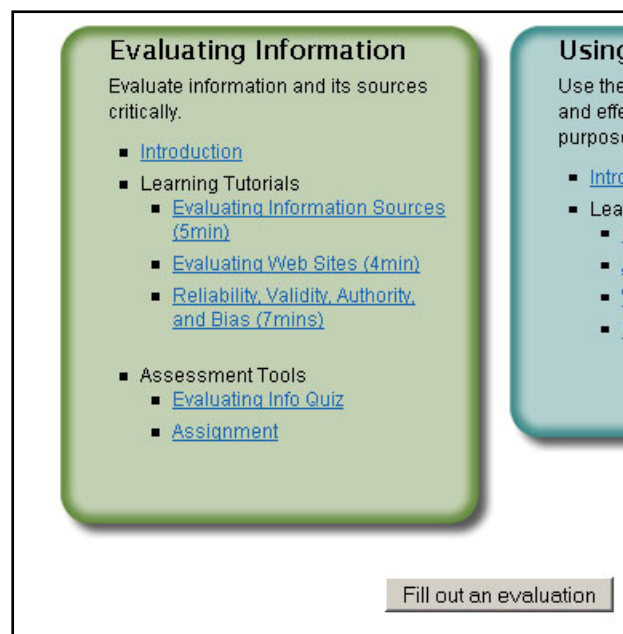 Evaluating Information
Evaluate information and its sources
critically.
Introduction
Learning Tutorials
Evaluating Information Sources
(5min)
Evaluating Web Sites (4min)
Reliability, Validity, Authority,
and Bias (7mins)
Assessment Tools
Evaluating Info Quiz
Assignment
Using
Use the
and effe
purpose
Intro
Lea
Fill out an evaluation